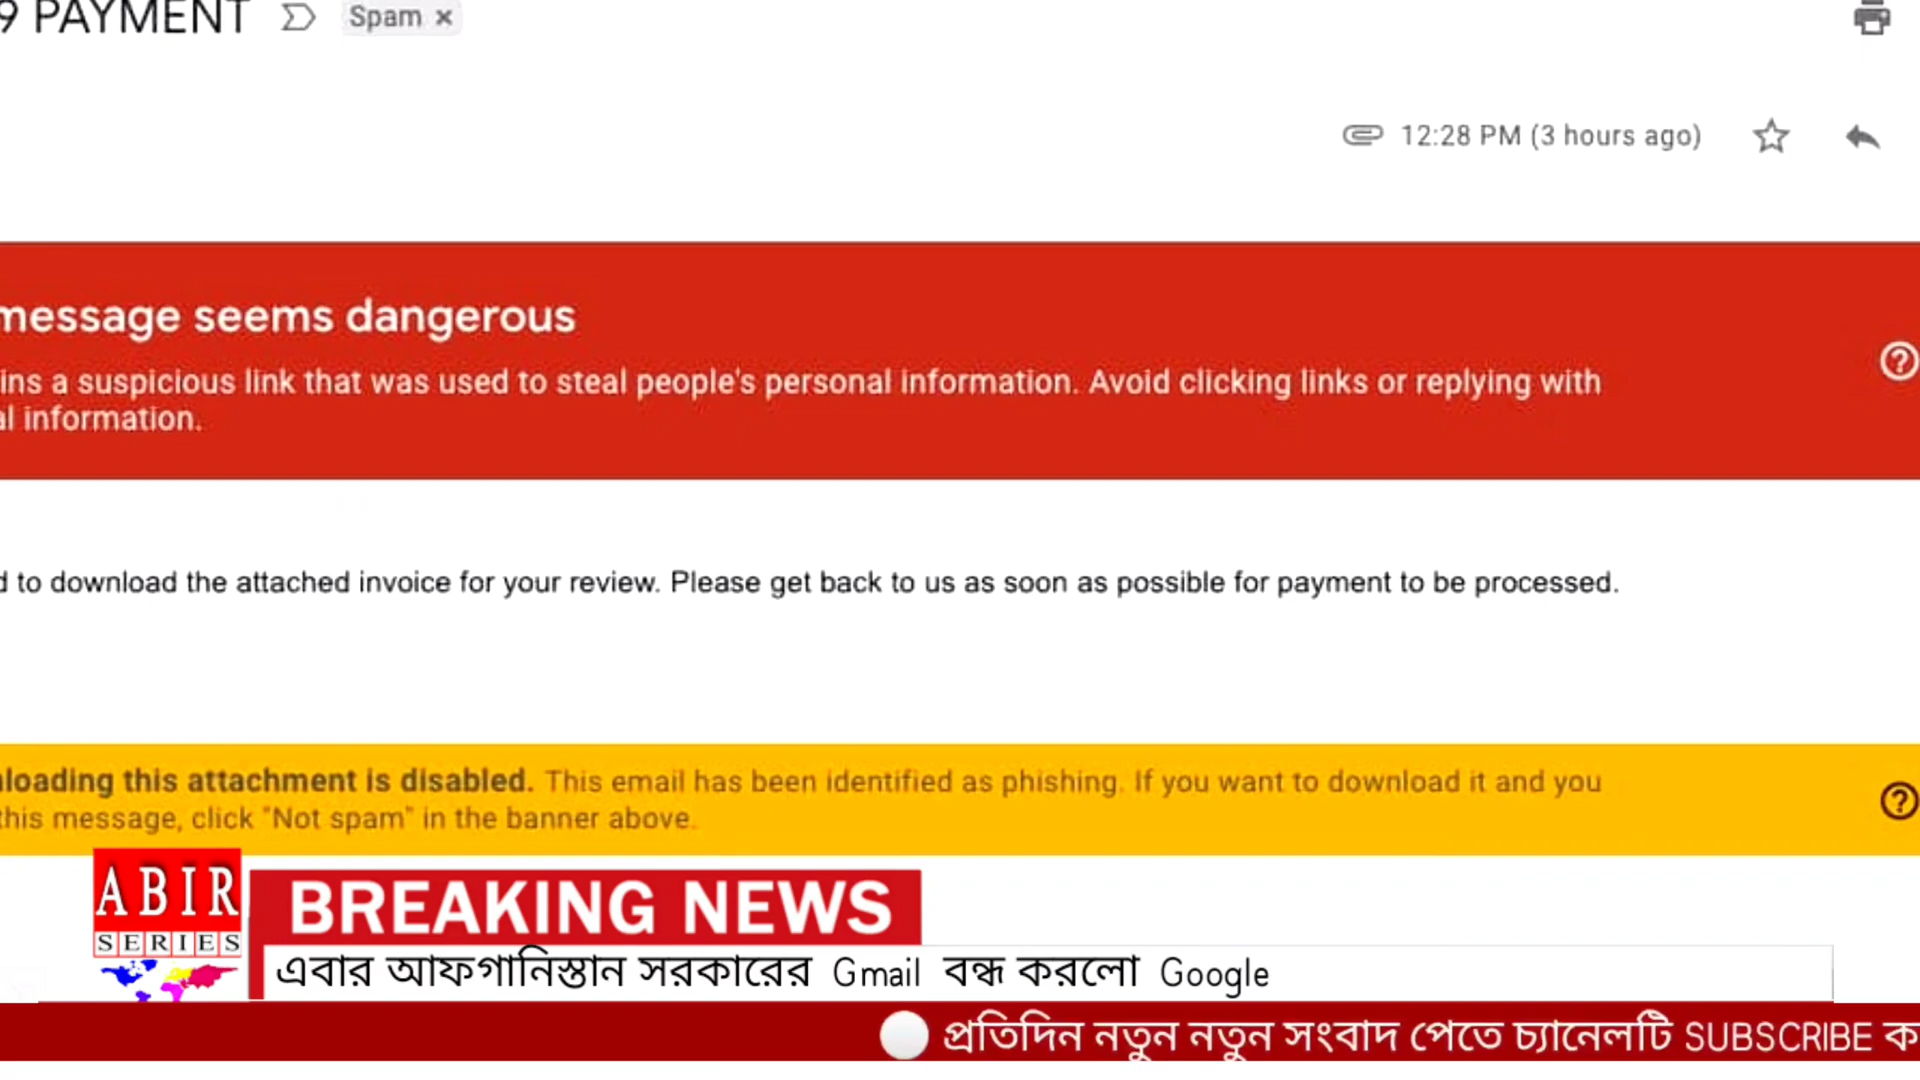 9 PAYMENT Spam ×
12:28 PM (3 hours ago)
message seems dangerous
ins a suspicious link that was used to steal people's personal information. Avoid clicking links or replying with
al information.
d to download the attached invoice for your review. Please get back to us as soon as possible for payment to be processed.
loading this attachment is disabled. This email has been identified as phishing. If you want to download it and you
this message, click "Not spam" in the banner above.
ABIR
SERIES
BREAKING NEWS
এবার আফগানিস্তান সরকারের Gmail বন্ধ করলো Google
প্রতিদিন নতুন নতুন সংবাদ পেতে চ্যানেলটি SUBSCRIBE ক